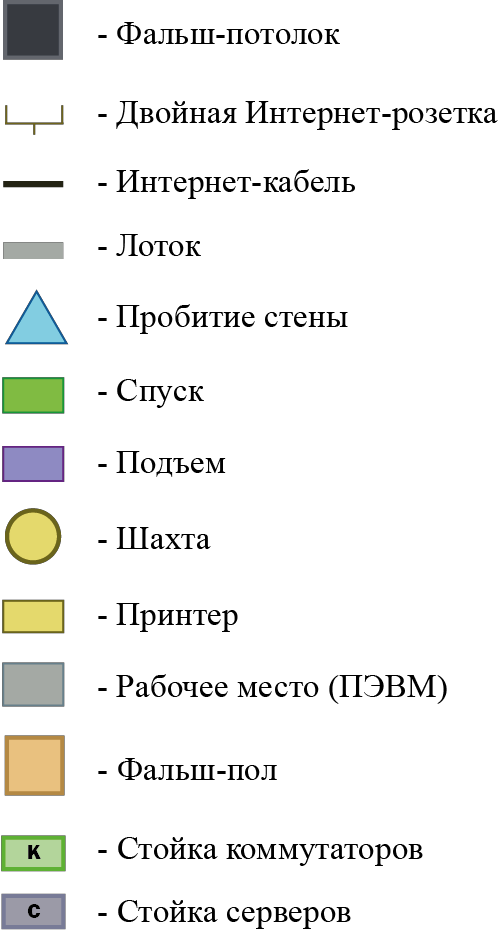 - Фальш-потолок
- Двойная Интернет-розетка
- Интернет-кабель
- Лоток
- Пробитие стены
- Спуск
- Подъем
- Шахта
- Принтер
- Рабочее место (ПЭВМ)
- Фальш-пол
К - Стойка коммутаторов
С - Стойка серверов